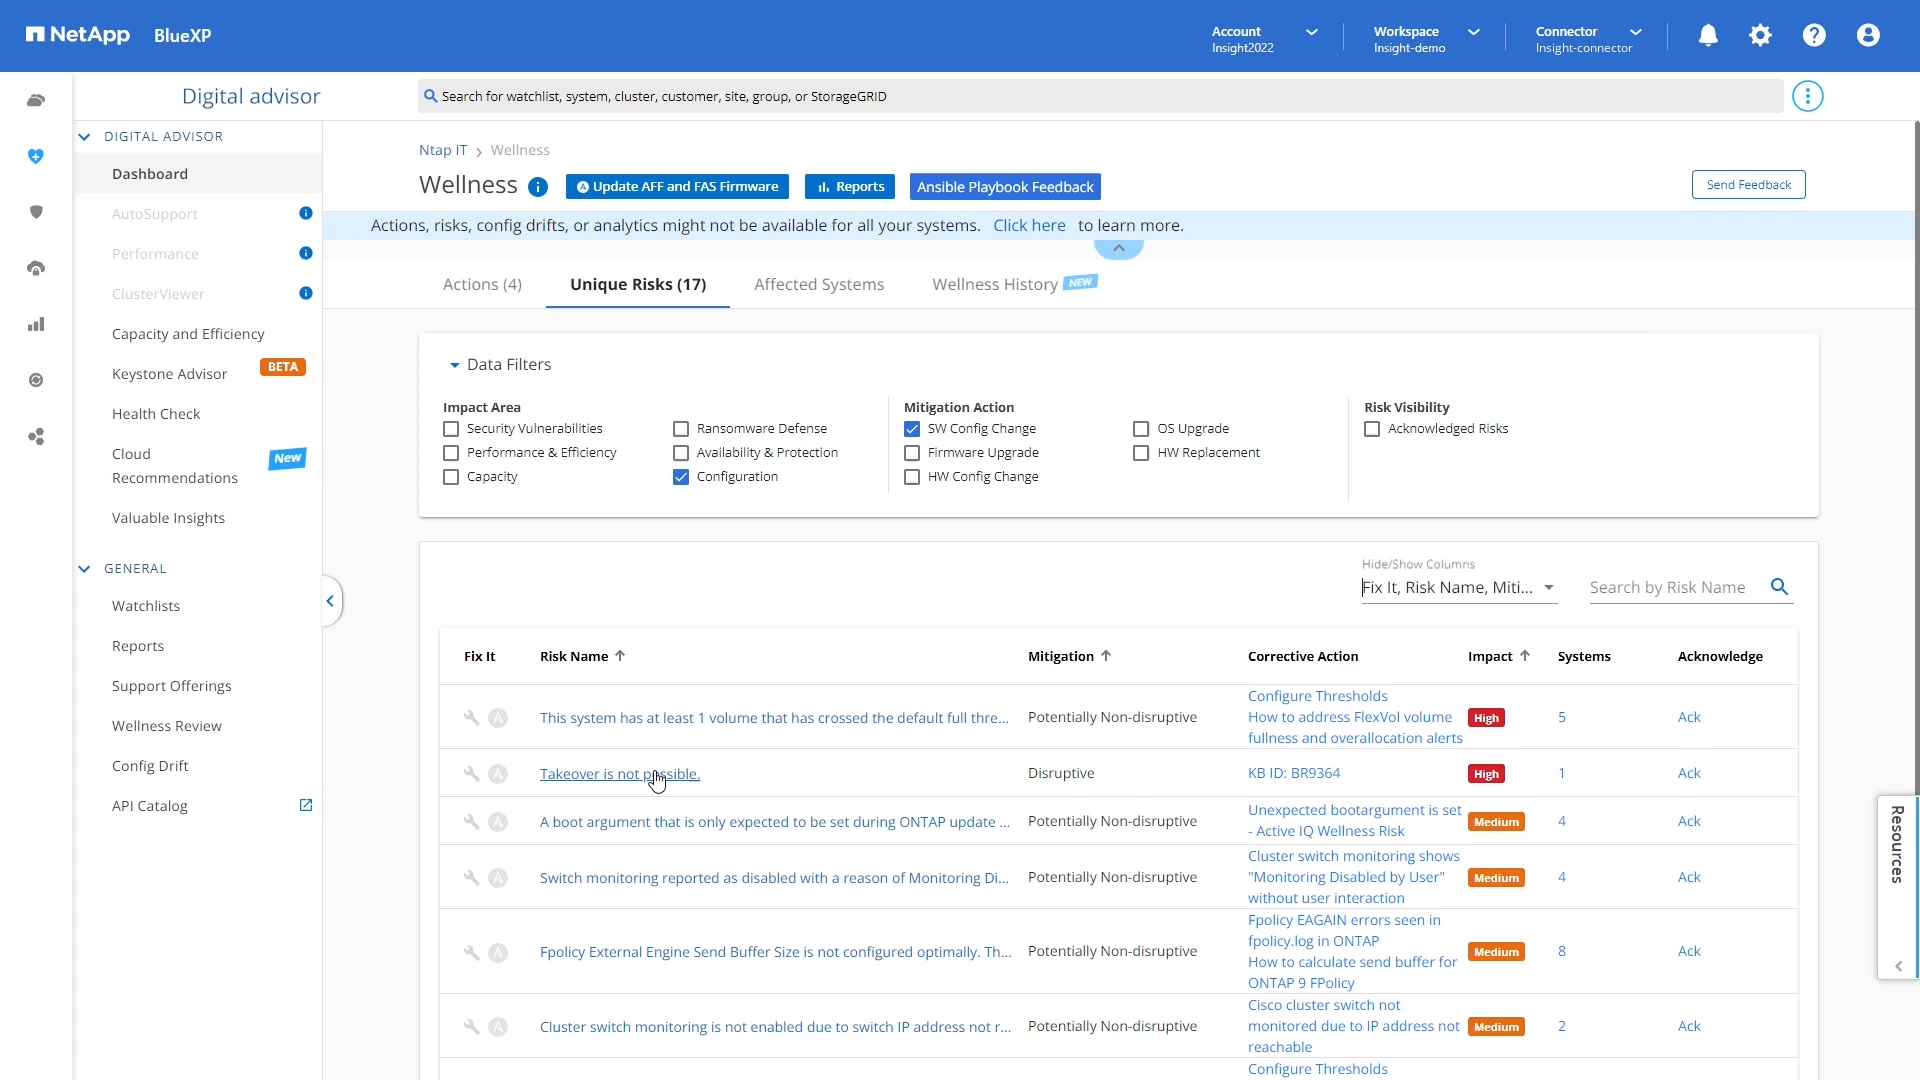 NetApp BlueXP
Account
Insight2022
Workspace
Insight-demo
Connector
Insight-connector
Digital advisor
Search for watchlist, system, cluster, customer, site, group, or StorageGRID
DIGITAL ADVISOR
Dashboard
AutoSupport
Performance
ClusterViewer
Capacity and Efficiency
Keystone Advisor BETA
Health Check
Cloud
Recommendations
New
Valuable Insights
GENERAL
Watchlists
Reports
Support Offerings
Wellness Review
Config Drift
API Catalog
Ntap IT > Wellness
Wellness
Update AFF and FAS Firmware
Reports
Ansible Playbook Feedback
Send Feedback
Actions, risks, config drifts, or analytics might not be available for all your systems. Click here to learn more.
Actions (4)
Unique Risks (17)
Affected Systems
Wellness History NEW
Data Filters
Impact Area
Security Vulnerabilities
Performance & Efficiency
Capacity
Ransomware Defense
Availability & Protection
Configuration
Mitigation Action
SW Config Change
Firmware Upgrade
HW Config Change
OS Upgrade
HW Replacement
Risk Visibility
Acknowledged Risks
Hide/Show Columns
Fix It, Risk Name, Miti...
Search by Risk Name
Fix It Risk Name Mitigation Corrective Action Impact Systems Acknowledge
This system has at least 1 volume that has crossed the default full thre...
Potentially Non-disruptive
Configure Thresholds
How to address FlexVol volume
fullness and overallocation alerts
High
5
Ack
Takeover is not possible.
Disruptive
KB ID: BR9364
High
1
Ack
A boot argument that is only expected to be set during ONTAP update ...
Potentially Non-disruptive
Unexpected bootargument is set
- Active IQ Wellness Risk
Medium
4
Ack
Switch monitoring reported as disabled with a reason of Monitoring Di...
Potentially Non-disruptive
Cluster switch monitoring shows
"Monitoring Disabled by User"
without user interaction
Medium
4
Ack
Fpolicy External Engine Send Buffer Size is not configured optimally. Th...
Potentially Non-disruptive
Fpolicy EAGAIN errors seen in
fpolicy.log in ONTAP
How to calculate send buffer for
ONTAP 9 FPolicy
Medium
8
Ack
Cluster switch monitoring is not enabled due to switch IP address not r...
Potentially Non-disruptive
Cisco cluster switch not
monitored due to IP address not
reachable
Medium
2
Ack
Configure Thresholds
Resources